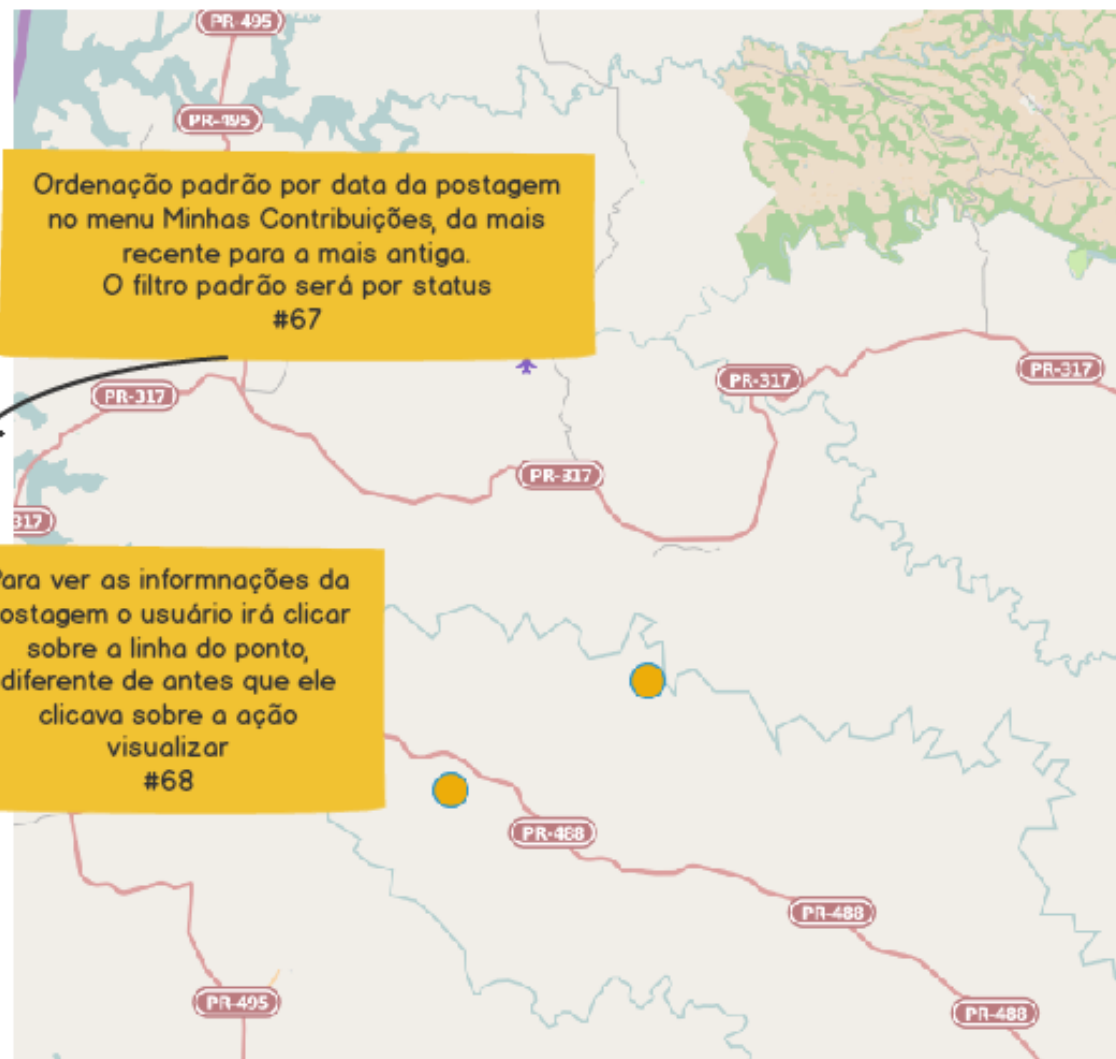 PR-495
PR-495
Ordenação padrão por data da postagem
no menu Minhas Contribuições, da mais
recente para a mais antiga.
O filtro padrão será por status
#67
PR-317
PR-317
PR-317
PR-317
317
Para ver as informnações da
postagem o usuário irá clicar
sobre a linha do ponto,
diferente de antes que ele
clicava sobre a ação
visualizar
#68
PR-488
PR-488
PR-495
PR-488